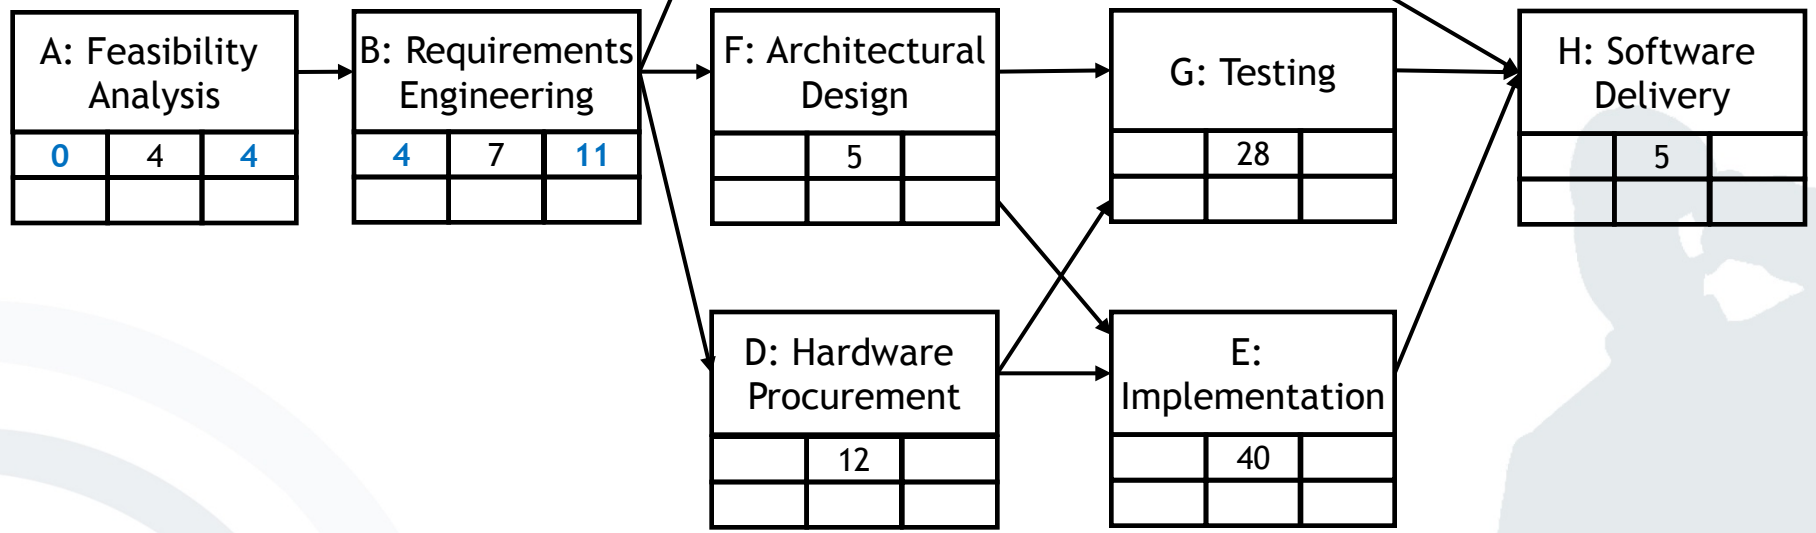 A: Feasibility
Analysis
0 4 4
B: Requirements
Engineering
4 7 11
F: Architectural
Design
5
G: Testing
28
H: Software
Delivery
5
D: Hardware
Procurement
12
E:
Implementation
40